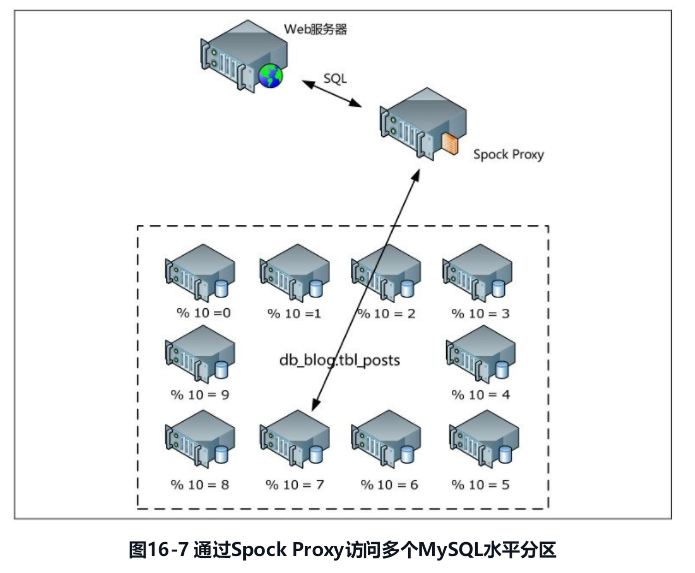 Web服务器
SQL
Spock Proxy
% 10 =0
% 10 =1
% 10 = 2
% 10 = 3
% 10 = 9
db_blog.tbl_posts
% 10 = 4
% 10 = 8
% 10 = 7
% 10 = 6
% 10 = 5
图16-7 通过Spock Proxy访问多个MySQL水平分区